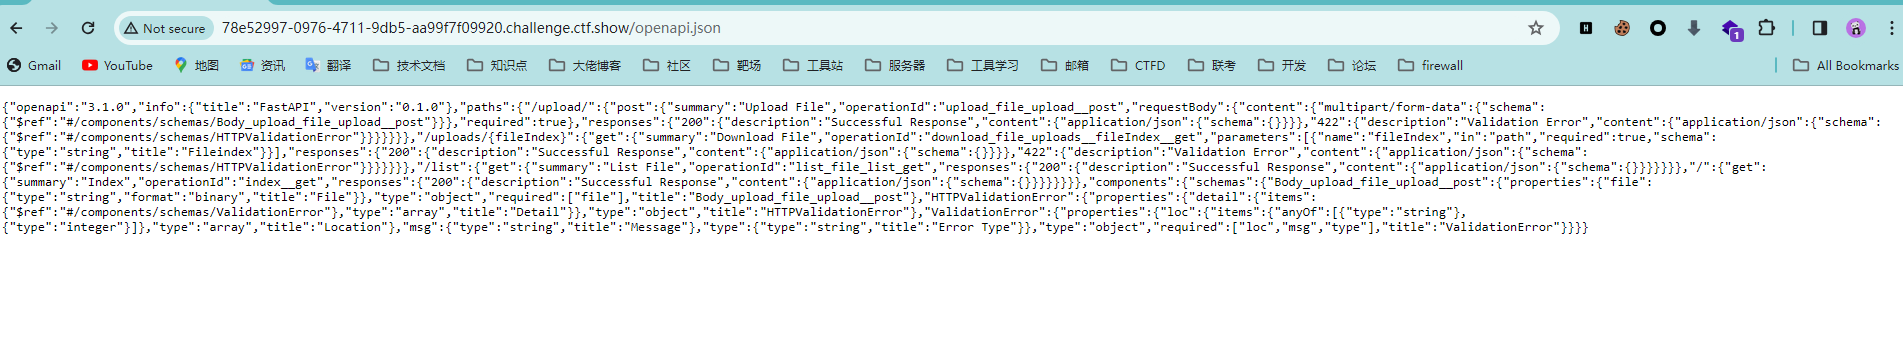 Not secure 78e52997-0976-4711-9db5-aa99f7f09920.challenge.ctf.show/openapi.json 1
Gmail YouTube 地图 资讯 翻译 技术文档 知识点 大佬博客 社区 靶场 工具站 服务器 工具学习 邮箱 CTFD 联考 开发 论坛 firewall All Bookmarks
{"openapi":"3.1.0","info":{"title":"FastAPI","version":"0.1.0"},"paths":{"/upload/":{"post":{"summary":"Upload File","operationId":"upload_file_upload__post","requestBody":{"content":{"multipart/form-data":{"schema":
{"$ref":"#/components/schemas/Body_upload_file_upload__post"}}},"required":true},"responses":{"200":{"description":"Successful Response","content":{"application/json":{"schema":{}}}},"422":{"description":"Validation Error","content":{"application/json":{"schema":
{"$ref":"#/components/schemas/HTTPValidationError"}}}}}}},"/uploads/{fileIndex}":{"get":{"summary":"Download File","operationId":"download_file_uploads__fileIndex__get","parameters":[{"name":"fileIndex","in":"path","required":true,"schema":
{"type":"string","title":"Fileindex"}}],"responses":{"200":{"description":"Successful Response","content":{"application/json":{"schema":{}}}},"422":{"description":"Validation Error","content":{"application/json":{"schema":
{"$ref":"#/components/schemas/HTTPValidationError"}}}}}}},"/list":{"get":{"summary":"List File","operationId":"list_file_list_get","responses":{"200":{"description":"Successful Response","content":{"application/json":{"schema":{}}}}}}},"/":{"get":
{"summary":"Index","operationId":"index__get","responses":{"200":{"description":"Successful Response","content":{"application/json":{"schema":{}}}}}}}},"components":{"schemas":{"Body_upload_file_upload__post":{"properties":{"file":
{"type":"string","format":"binary","title":"File"}},"type":"object","required":["file"],"title":"Body_upload_file_upload__post"},"HTTPValidationError":{"properties":{"detail":{"items":
{"$ref":"#/components/schemas/ValidationError"},"type":"array","title":"Detail"}},"type":"object","title":"HTTPValidationError"},"ValidationError":{"properties":{"loc":{"items":{"anyOf":[{"type":"string"},
{"type":"integer"}]},"type":"array","title":"Location"},"msg":{"type":"string","title":"Message"},"type":{"type":"string","title":"Error Type"}},"type":"object","required":["loc","msg","type"],"title":"ValidationError"}}}}